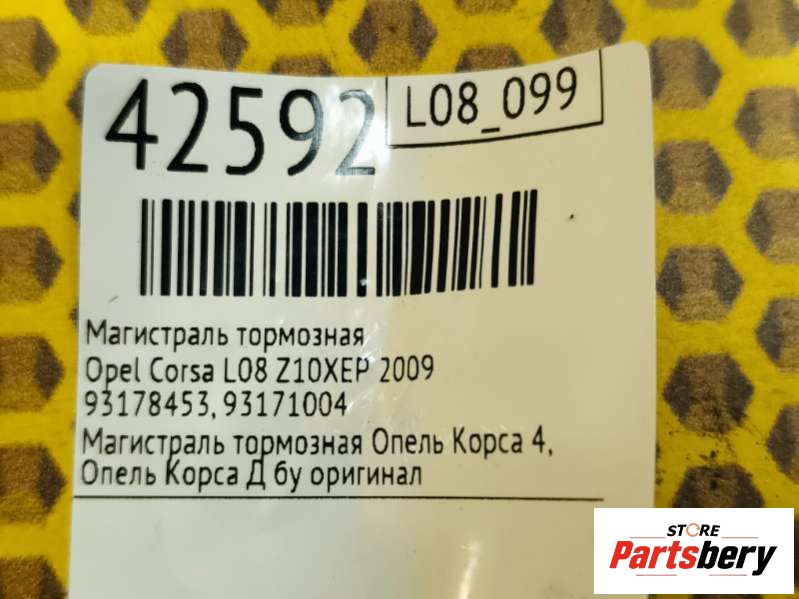 42592
L08_099
Магистраль тормозная
Opel Corsa L08 Z10XEP 2009
93178453, 93171004
Магистраль тормозная Опель Корса 4,
Опель Корса Д бу оригинал
STORE
Partsbery